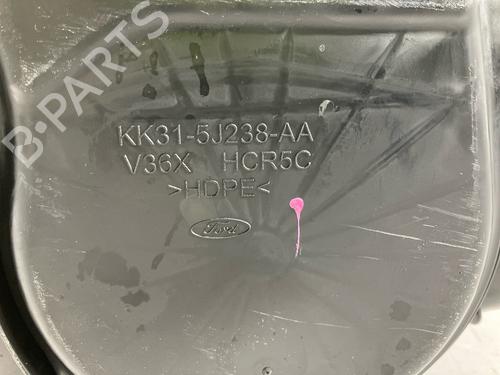 B-PARTS
KK31-5J238-AA
V36X HCR5C
>HDPE<
Ford